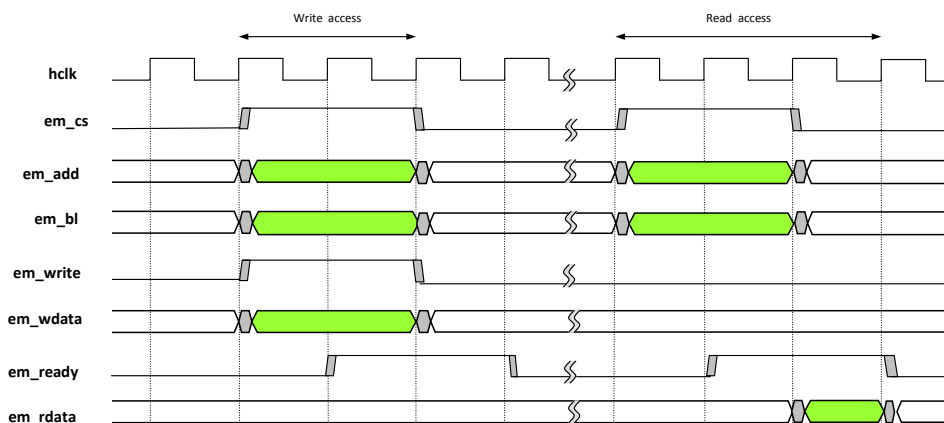 Write access
Read access
hclk
em_cs
em_add
em_bl
em_write
em_wdata
em_ready
em_rdata